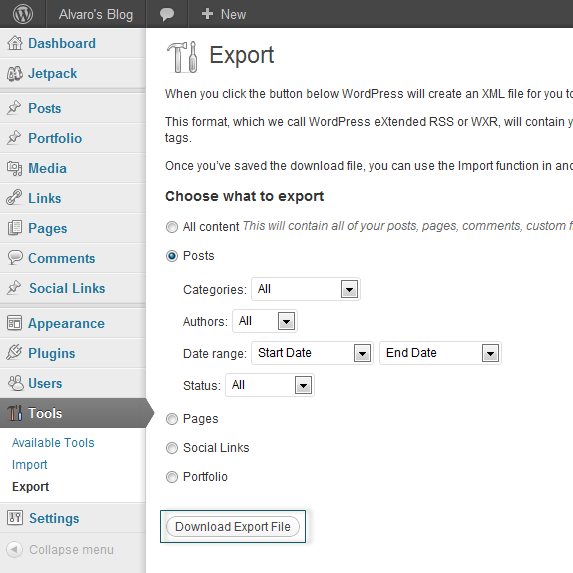 Alvaro's Blog + New
Dashboard
Jetpack
Posts
Portfolio
Media
Links
Pages
Comments
Social Links
Appearance
Plugins
Users
Tools
Available Tools
Import
Export
Settings
Collapse menu
Export
When you click the button below WordPress will create an XML file for you to
This format, which we call WordPress eXtended RSS or WXR, will contain
tags.
Once you've saved the download file, you can use the Import function in
Choose what to export
All content This will contain all of your posts, pages, comments, custom
Posts
Categories: All
Authors: All
Date range: Start Date End Date
Status: All
Pages
Social Links
Portfolio
Download Export File